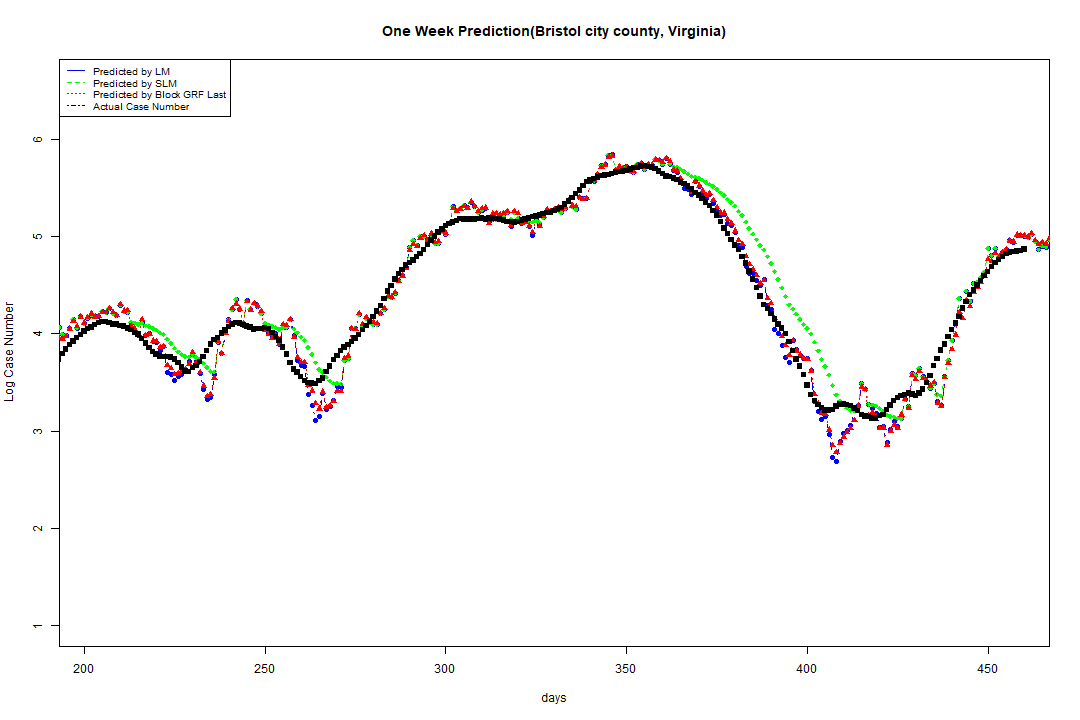 One Week Prediction(Bristol city county, Virginia)
Predicted by LM
Predicted by SLM
Predicted by Block GRF Last
Actual Case Number
6
5
4
3
2
1
Log Case Number
200 250 300 350 400 450
days